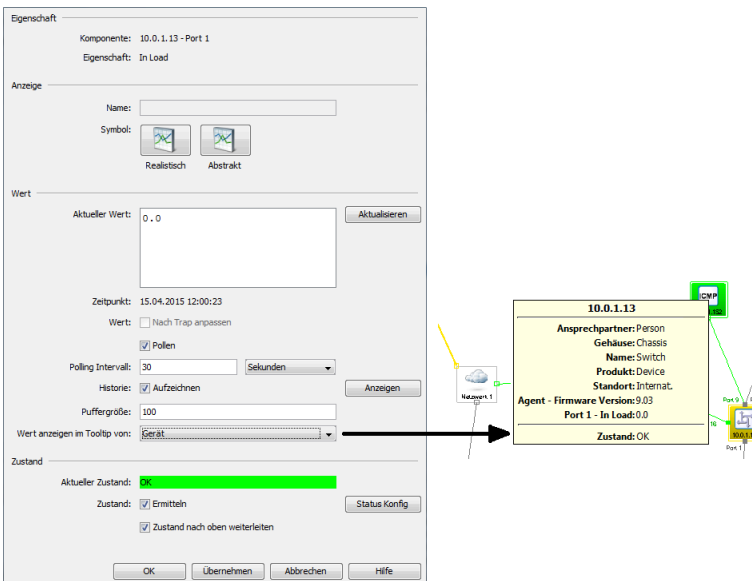 Eigenschaft
Komponente: 10.0.1.13 - Port 1
Eigenschaft: In Load
Anzeige
Name:
Symbol:
Realistisch Abstrakt
Wert
Aktueller Wert: 0.0 Aktualisieren
Zeitpunkt: 15.04.2015 12:00:23
Wert: Nach Trap anpassen
Pollen
Polling Intervall: 30 Sekunden
Historie: Aufzeichnen Anzeigen
Puffergröße: 100
Wert anzeigen im Tooltip von: Gerät
Zustand
Aktueller Zustand: OK
Zustand: Ermitteln Status Konfig
Zustand nach oben weiterleiten
OK Übernehmen Abbrechen Hilfe
Netzwerk 1
ICMP
10.0.1.13
Ansprechpartner: Person
Gehäuse: Chassis
Name: Switch
Produkt: Device
Standort: Internat.
Agent - Firmware Version: 9.03
Port 1 - In Load: 0.0
Zustand: OK
Port 9
16
Port 1